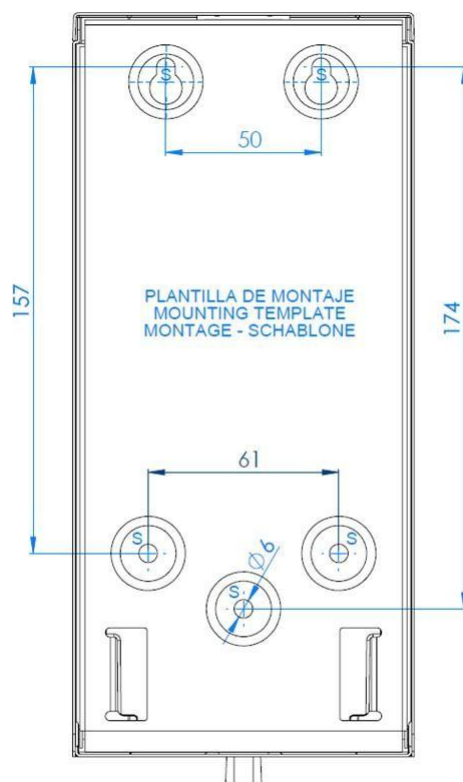 S
S
50
157
174
PLANTILLA DE MONTAJE
MOUNTING TEMPLATE
MONTAGE - SCHABLONE
61
S
S
Ø6
S